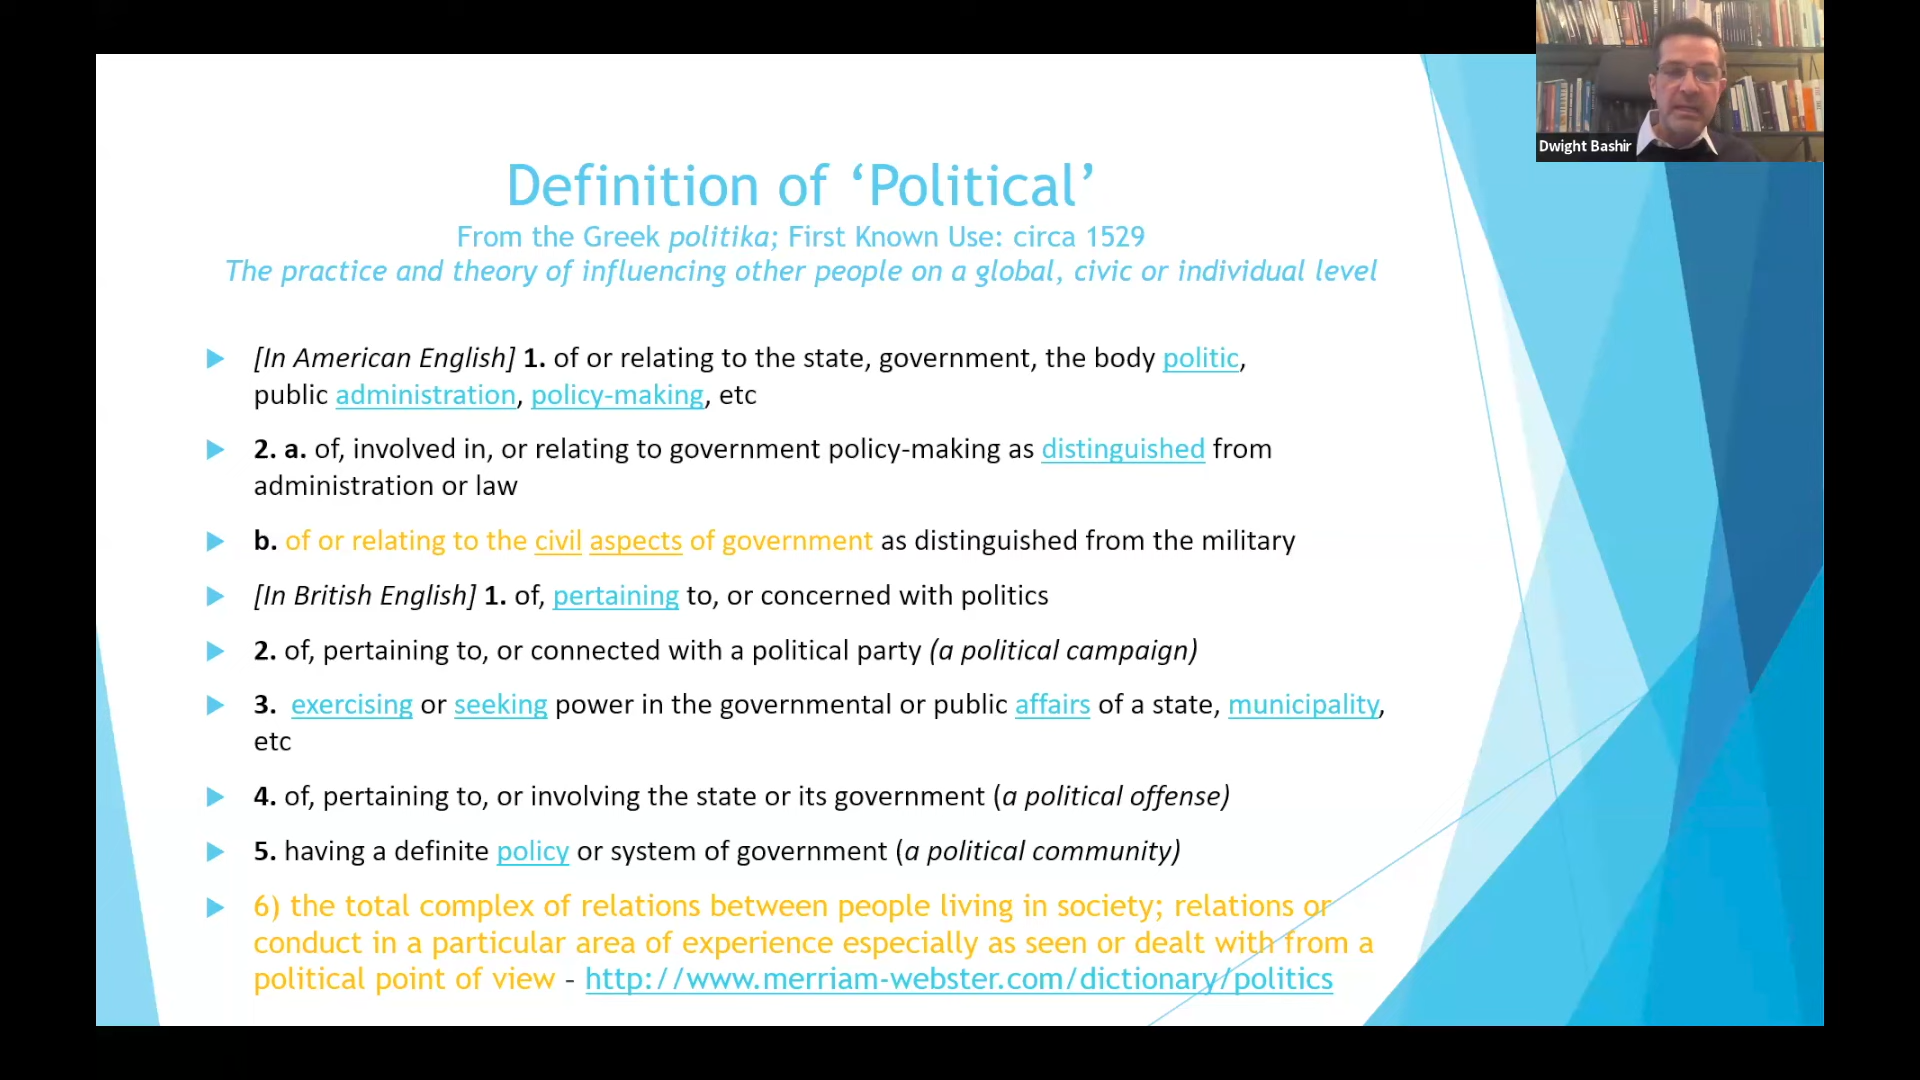 Dwight Bashir
Definition of ‘Political’
From the Greek politika; First Known Use: circa 1529
The practice and theory of influencing other people on a global, civic or individual level
[In American English] 1. of or relating to the state, government, the body politic,
public administration, policy-making, etc
2. a. of, involved in, or relating to government policy-making as distinguished from
administration or law
b. of or relating to the civil aspects of government as distinguished from the military
[In British English] 1. of, pertaining to, or concerned with politics
2. of, pertaining to, or connected with a political party (a political campaign)
3. exercising or seeking power in the governmental or public affairs of a state, municipality,
etc
4. of, pertaining to, or involving the state or its government (a political offense)
5. having a definite policy or system of government (a political community)
6) the total complex of relations between people living in society; relations or
conduct in a particular area of experience especially as seen or dealt with from a
political point of view - http://www.merriam-webster.com/dictionary/politics